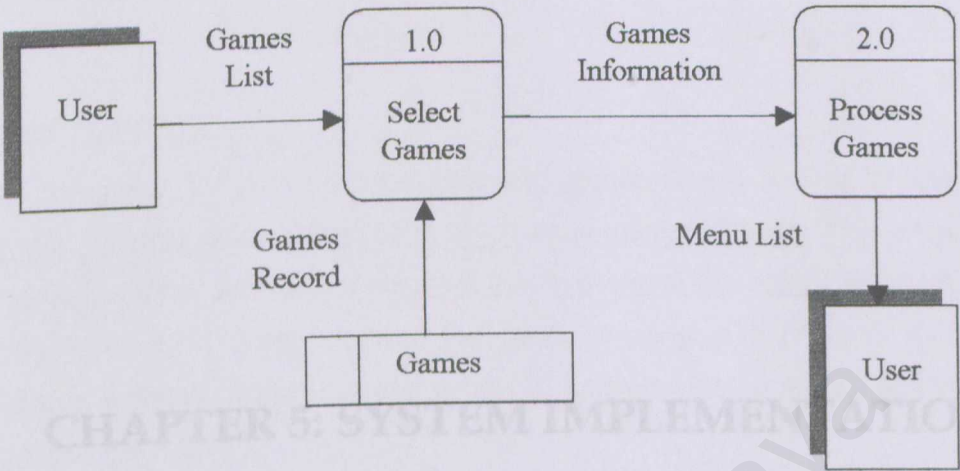 Games
List
1.0
Games
Information
2.0
User
Select
Games
Process
Games
Games
Record
Menu List
Games
User
CHAPTER 5: SYSTEM IMPLEMENTATIO